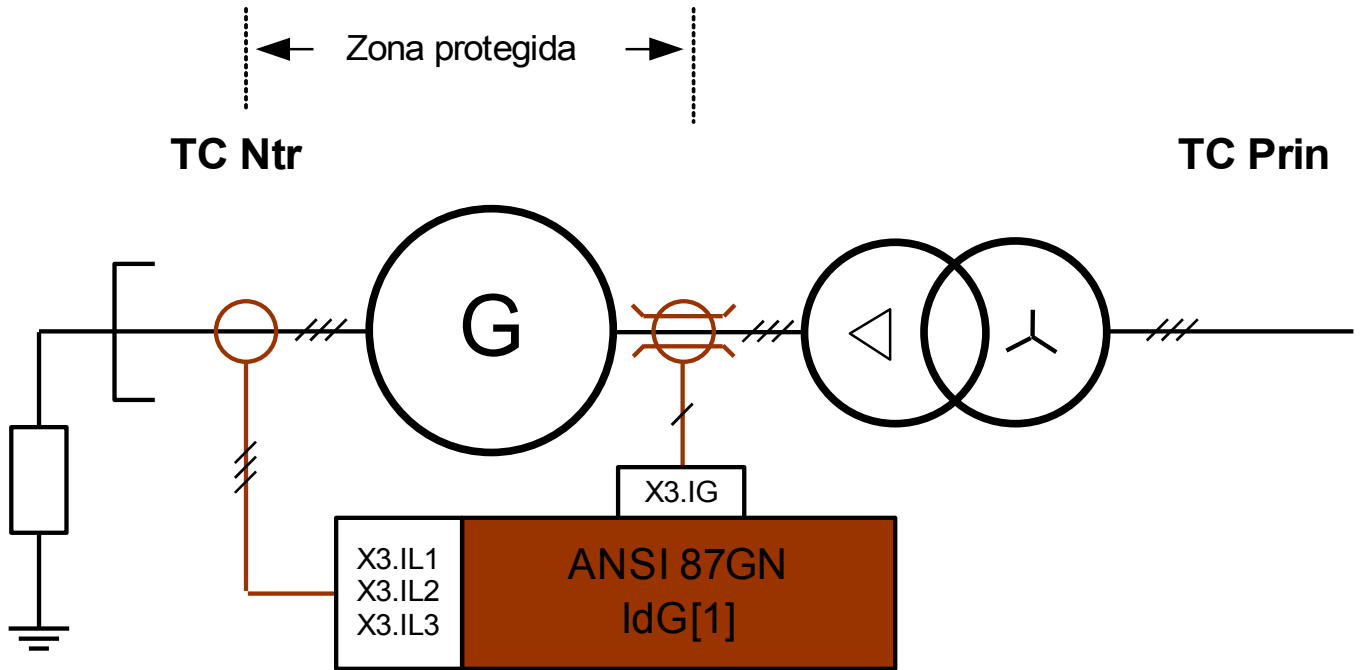 Zona protegida
TC Ntr
TC Prin
G
X3.IG
X3.IL1
X3.IL2
X3.IL3
ANSI 87GN
IdG[1]